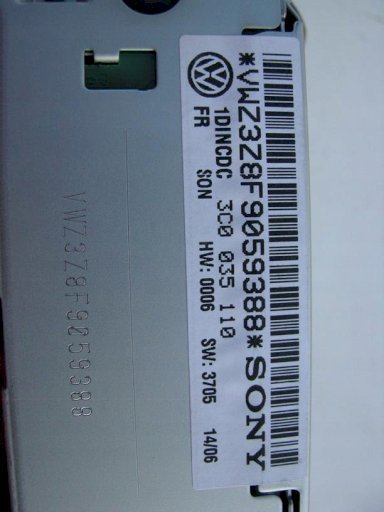 *VWZ3Z8F9059388* SONY
1DINCDC 3C0 035 110
FR SON HW: 0006 SW: 3705 14/06
VWZ3Z8F9059388